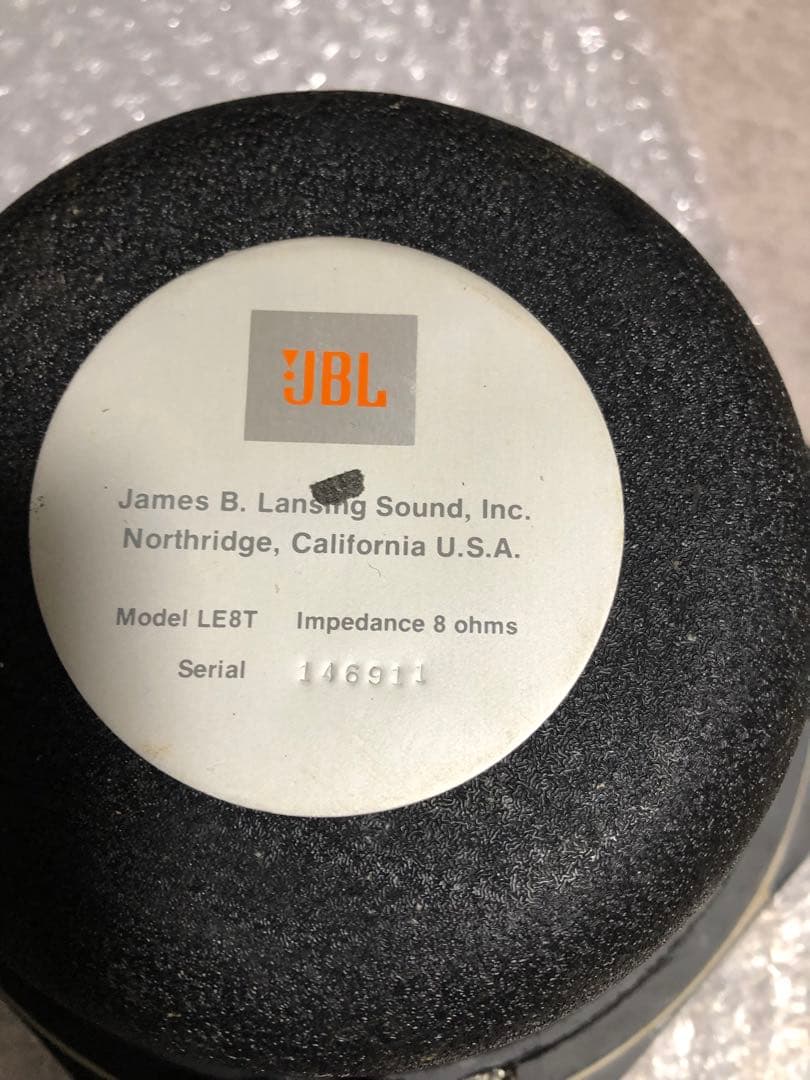 JBL
James B. Lansing Sound, Inc.
Northridge, California U.S.A.
Model LE8T Impedance 8 ohms
Serial 146911